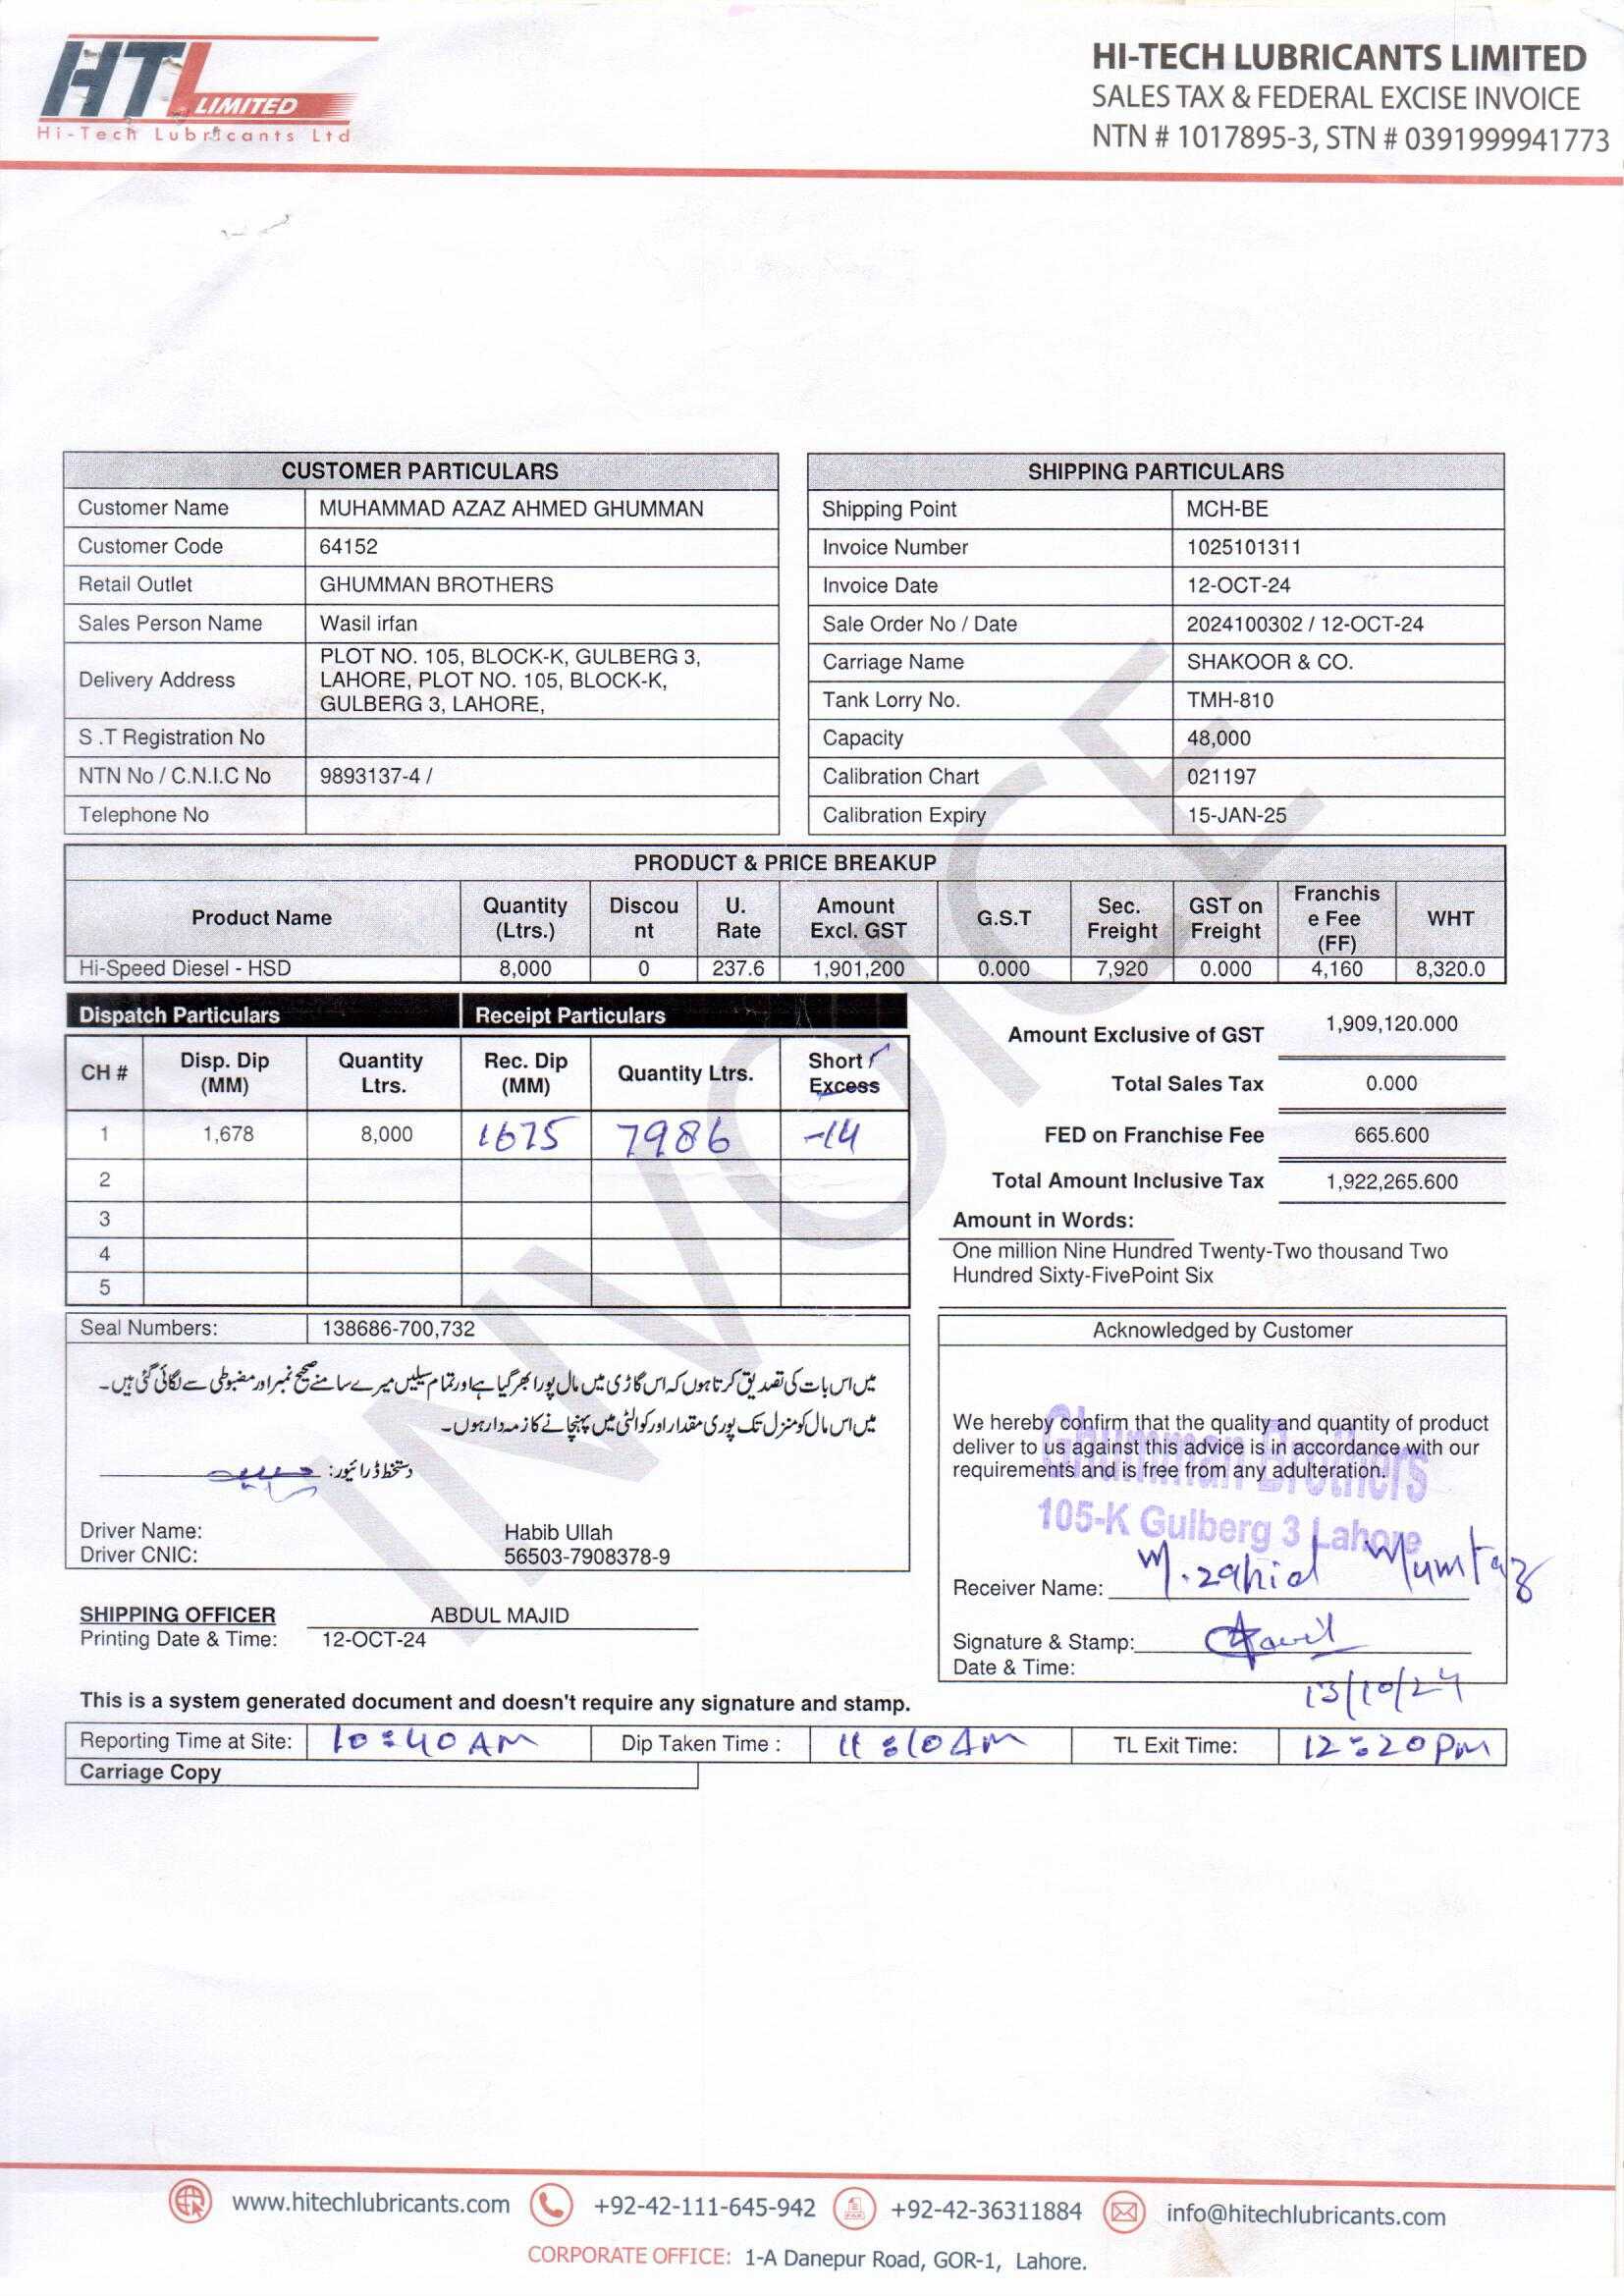 HTL LIMITED
Hi-Tech Lubricants Ltd
HI-TECH LUBRICANTS LIMITED
SALES TAX & FEDERAL EXCISE INVOICE
NTN # 1017895-3, STN # 0391999941773
CUSTOMER PARTICULARS
Customer Name MUHAMMAD AZAZ AHMED GHUMMAN
Customer Code 64152
Retail Outlet GHUMMAN BROTHERS
Sales Person Name Wasil irfan
Delivery Address PLOT NO. 105, BLOCK-K, GULBERG 3,
LAHORE, PLOT NO. 105, BLOCK-K,
GULBERG 3, LAHORE,
S .T Registration No
NTN No / C.N.I.C No 9893137-4 /
Telephone No
SHIPPING PARTICULARS
Shipping Point MCH-BE
Invoice Number 1025101311
Invoice Date 12-OCT-24
Sale Order No / Date 2024100302 / 12-OCT-24
Carriage Name SHAKOOR & CO.
Tank Lorry No. TMH-810
Capacity 48,000
Calibration Chart 021197
Calibration Expiry 15-JAN-25
INVOICE
PRODUCT & PRICE BREAKUP
Product Name Quantity (Ltrs.) Discou nt U. Rate Amount Excl. GST G.S.T Sec. Freight GST on Freight Franchis e Fee (FF) WHT
Hi-Speed Diesel - HSD 8,000 0 237.6 1,901,200 0.000 7,920 0.000 4,160 8,320.0
Dispatch Particulars Receipt Particulars
CH # Disp. Dip (MM) Quantity Ltrs. Rec. Dip (MM) Quantity Ltrs. Short / Excess
1 1,678 8,000 1675 7986 -14
2
3
4
5
Amount Exclusive of GST 1,909,120.000
Total Sales Tax 0.000
FED on Franchise Fee 665.600
Total Amount Inclusive Tax 1,922,265.600
Amount in Words:
One million Nine Hundred Twenty-Two thousand Two
Hundred Sixty-FivePoint Six
Seal Numbers: 138686-700,732
میں اس بات کی تصدیق کرتا ہوں کہ اس گاڑی میں مال پورا بھر گیا ہے اور تمام سیلیں میرے سامنے صحیح نمبر اور مضبوطی سے لگائی گئی ہیں۔
میں اس مال کو منزل تک پوری مقدار اور کوالٹی میں پہنچانے کا زمہ دار ہوں۔
دستخط ڈرائیور:
Driver Name: Habib Ullah
Driver CNIC: 56503-7908378-9
SHIPPING OFFICER ABDUL MAJID
Printing Date & Time: 12-OCT-24
Acknowledged by Customer
We hereby confirm that the quality and quantity of product
deliver to us against this advice is in accordance with our
requirements and is free from any adulteration.
Ghumman Brothers
105-K Gulberg 3 Lahore
Receiver Name: M.zahid Mumtaz
Signature & Stamp:
Date & Time: 13/10/24
This is a system generated document and doesn't require any signature and stamp.
Reporting Time at Site: 10:40 AM Dip Taken Time : 11:10 AM TL Exit Time: 12:20 PM
Carriage Copy
www.hitechlubricants.com +92-42-111-645-942 +92-42-36311884 info@hitechlubricants.com
CORPORATE OFFICE: 1-A Danepur Road, GOR-1, Lahore.